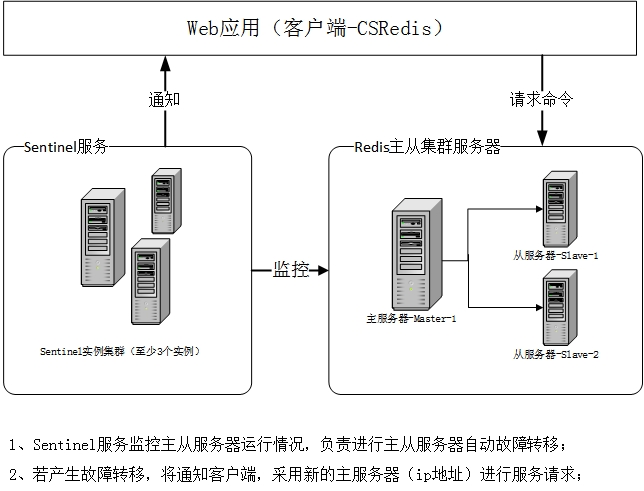 Web应用（客户端-CSRedis）
通知
请求命令
Sentinel服务
Redis主从集群服务器
监控
从服务器-Slave-1
主服务器-Master-1
从服务器-Slave-2
Sentinel实例集群（至少3个实例）
1、Sentinel服务监控主从服务器运行情况，负责进行主从服务器自动故障转移；
2、若产生故障转移，将通知客户端，采用新的主服务器（ip地址）进行服务请求；